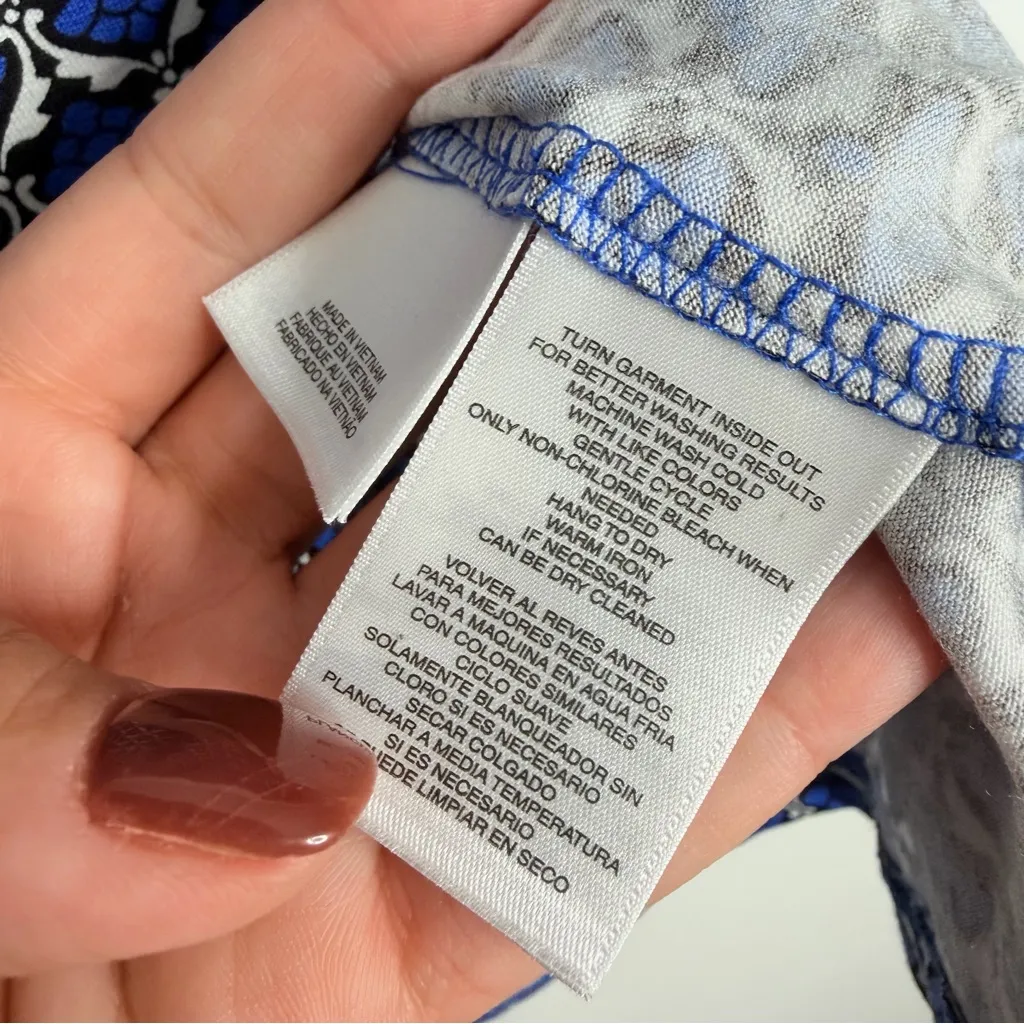 MADE IN VIETNAM
HECHO EN VIETNAM
FABRIQUE AU VIETNAM
FABRICADO NA VIETNAO
TURN GARMENT INSIDE OUT
FOR BETTER WASHING RESULTS
MACHINE WASH COLD
WITH LIKE COLORS
GENTLE CYCLE
ONLY NON-CHLORINE BLEACH WHEN
NEEDED
HANG TO DRY
WARM IRON
IF NECESSARY
CAN BE DRY CLEANED
VOLVER AL REVES ANTES
PARA MEJORES RESULTADOS
LAVAR A MAQUINA EN AGUA FRIA
CON COLORES SIMILARES
CICLO SUAVE
SOLAMENTE BLANQUEADOR SIN
CLORO SI ES NECESARIO
SECAR COLGADO
PLANCHAR A MEDIA TEMPERATURA
SI ES NECESARIO
LIMPIAR EN SECO